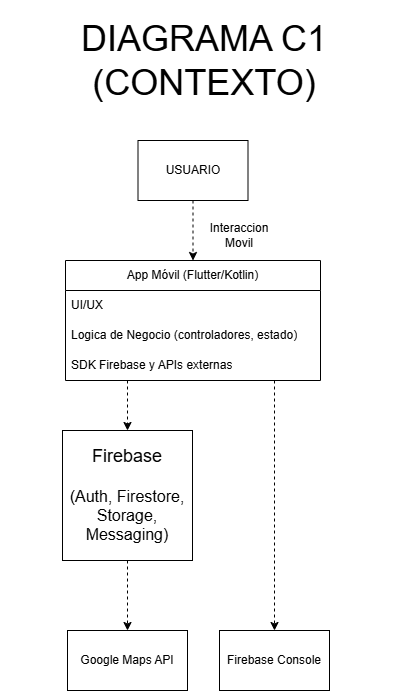 DIAGRAMA C1
(CONTEXTO)
USUARIO
Interaccion
Movil
App Móvil (Flutter/Kotlin)
UI/UX
Logica de Negocio (controladores, estado)
SDK Firebase y APIs externas
Firebase
(Auth, Firestore,
Storage,
Messaging)
Google Maps API
Firebase Console